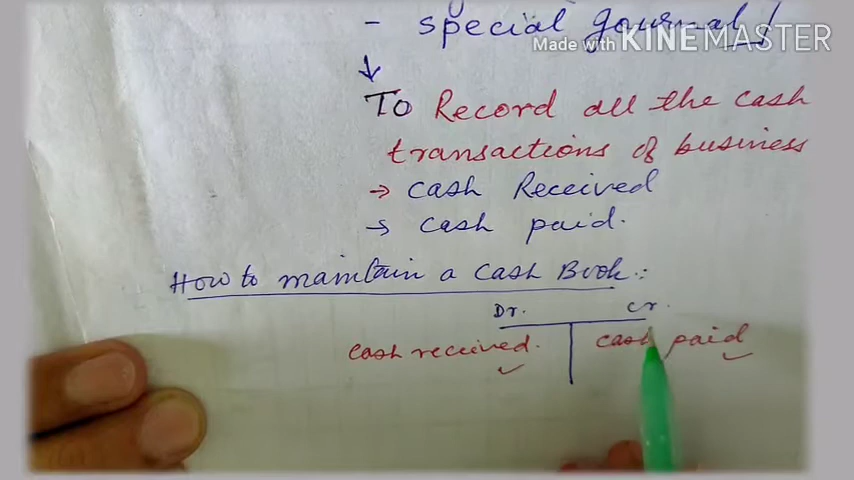 - special Journal /
Made with KINEMASTER
↓
To Record all the cash
transactions of business
→ cash Received
→ cash paid.
How to maintain a cash Book :
Dr. Cr.
cash received. cash paid